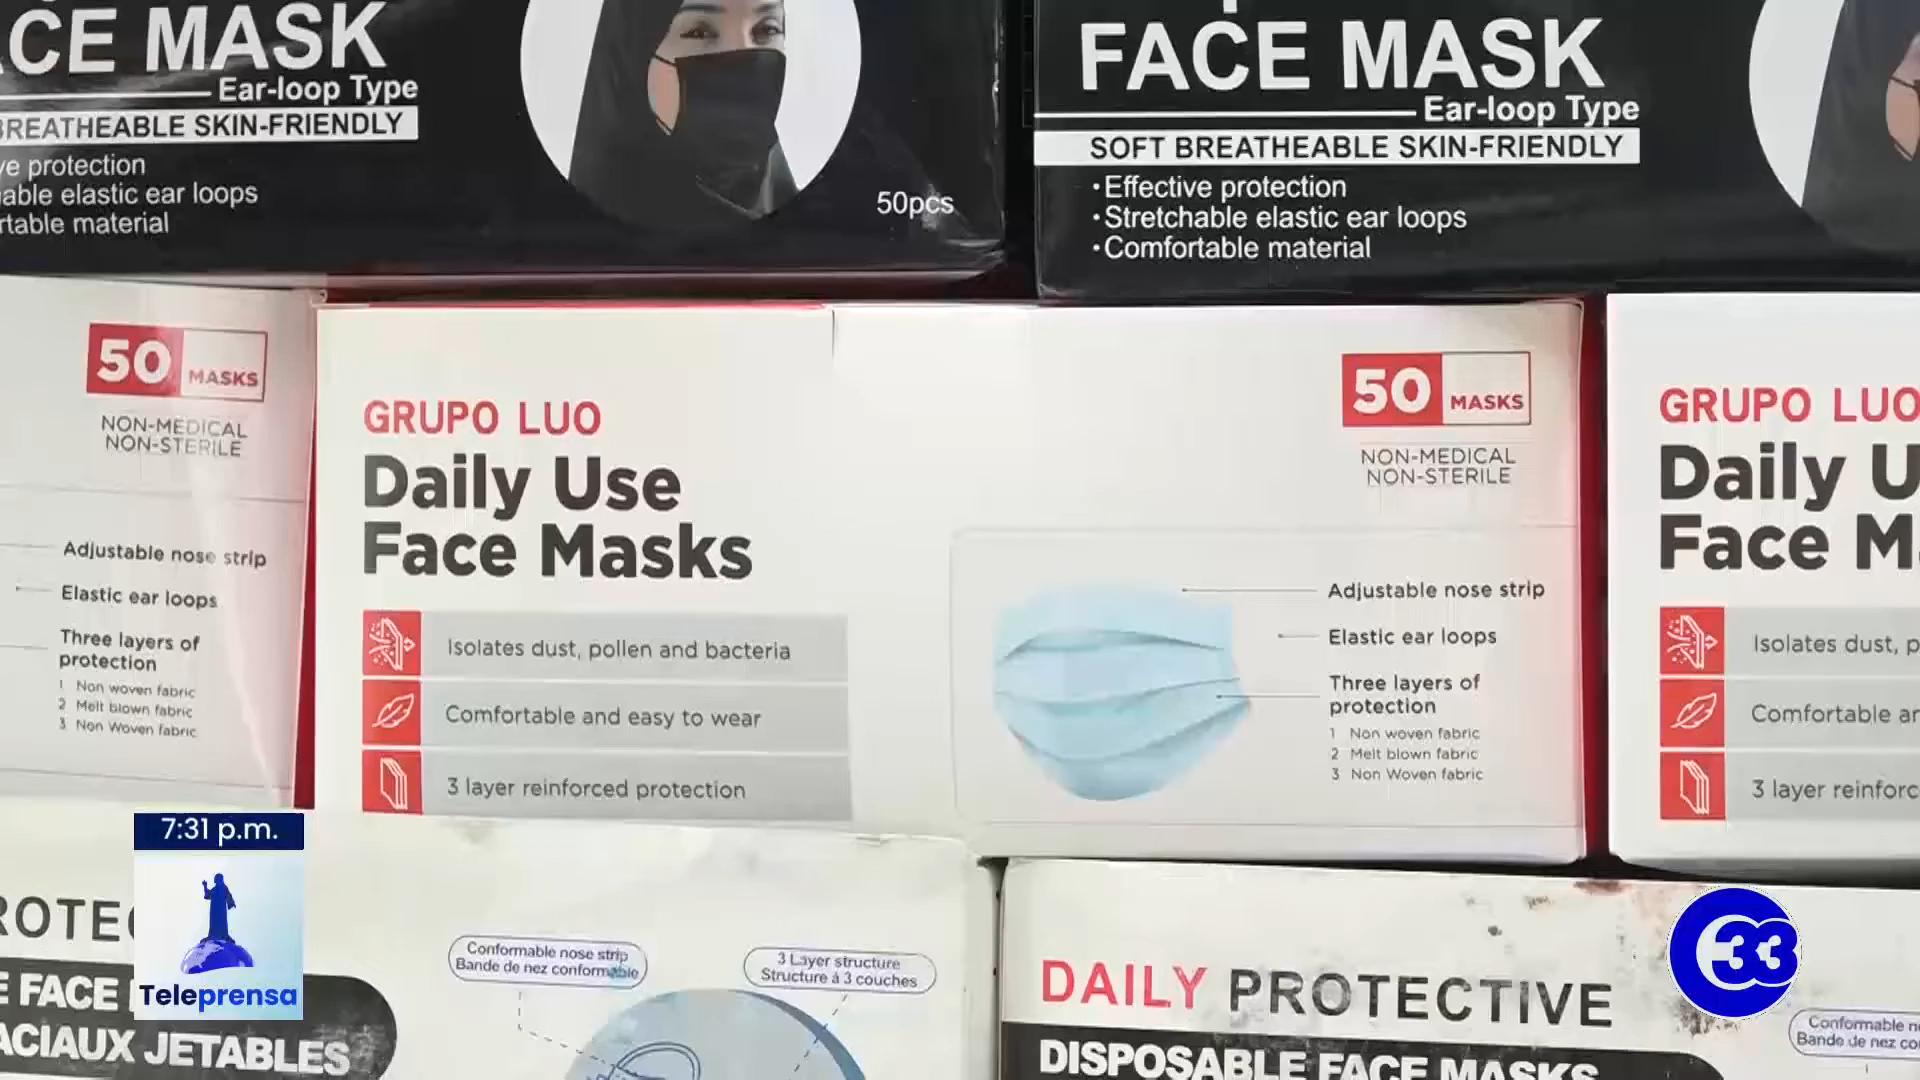 CE MASK
Ear-loop Type
BREATHEABLE SKIN-FRIENDLY
protection
elastic ear loops
material
50pcs
FACE MASK
Ear-loop Type
SOFT BREATHEABLE SKIN-FRIENDLY
•Effective protection
•Stretchable elastic ear loops
•Comfortable material
50 MASKS
NON-MEDICAL
NON-STERILE
Adjustable nose strip
Elastic ear loops
Three layers of
protection
1 Non woven fabric
2 Melt blown fabric
3 Non Woven fabric
GRUPO LUO
Daily Use
Face Masks
Isolates dust, pollen and bacteria
Comfortable and easy to wear
3 layer reinforced protection
50 MASKS
NON-MEDICAL
NON-STERILE
Adjustable nose strip
Elastic ear loops
Three layers of
protection
1 Non woven fabric
2 Melt blown fabric
3 Non Woven fabric
GRUPO LUO
Daily U
Face M
Isolates dust, p
Comfortable ar
3 layer reinforc
7:31 p.m.
Teleprensa
ROTEC
E FACE
ACIAUX JETABLES
Conformable nose strip
Bande de nez conformable
3 Layer structure
Structure à 3 couches
DAILY PROTECTIVE
DISPOSABLE FACE MASKS
Conformable n
Bande de nez co
33